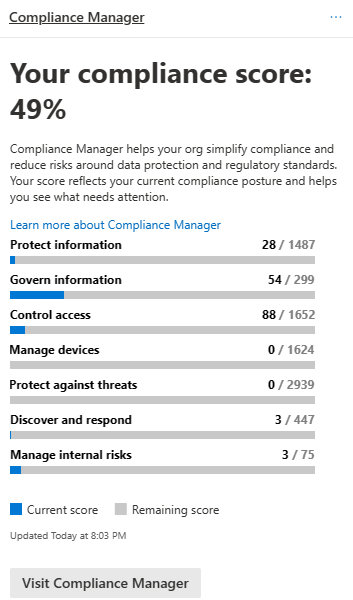 Compliance Manager
...
Your compliance score:
49%
Compliance Manager helps your org simplify compliance and
reduce risks around data protection and regulatory standards.
Your score reflects your current compliance posture and helps
you see what needs attention.
Learn more about Compliance Manager
Protect information 28 / 1487
Govern information 54 / 299
Control access 88 / 1652
Manage devices 0 / 1624
Protect against threats 0 / 2939
Discover and respond 3 / 447
Manage internal risks 3 / 75
Current score Remaining score
Updated Today at 8:03 PM
Visit Compliance Manager